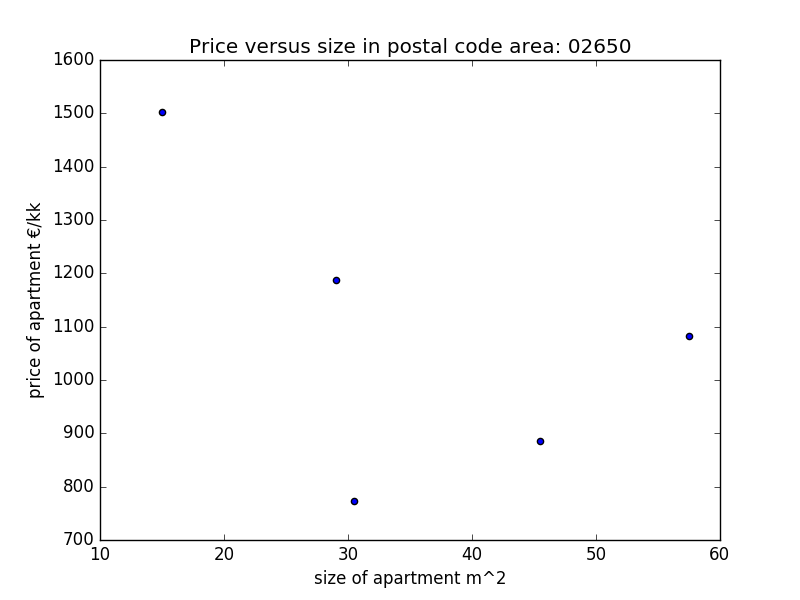 Price versus size in postal code area: 02650
1600
1500
1400
1300
1200
1100
1000
900
800
700
price of apartment €/kk
10 20 30 40 50 60
size of apartment m^2